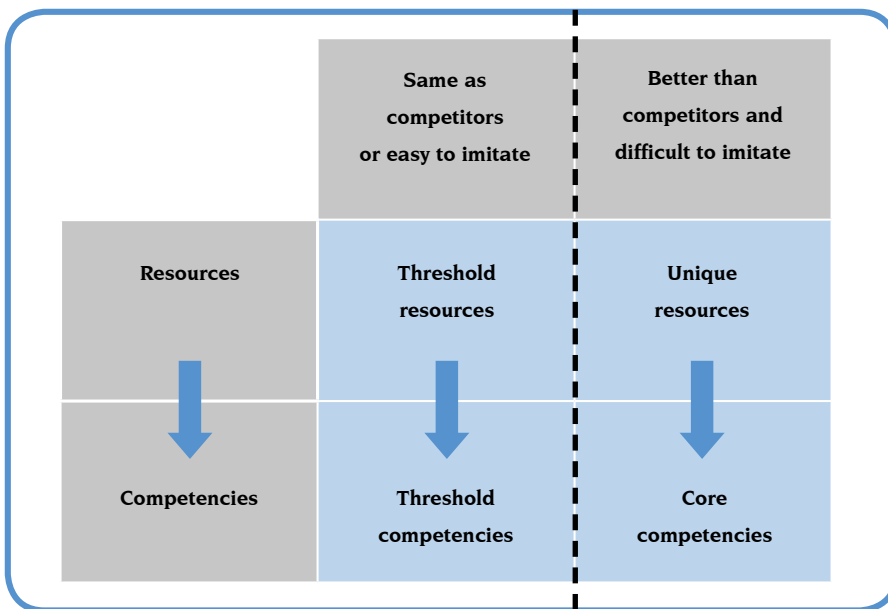 Same as
competitors
or easy to imitate
Better than
competitors and
difficult to imitate
Resources
Threshold
resources
Unique
resources
Competencies
Threshold
competencies
Core
competencies